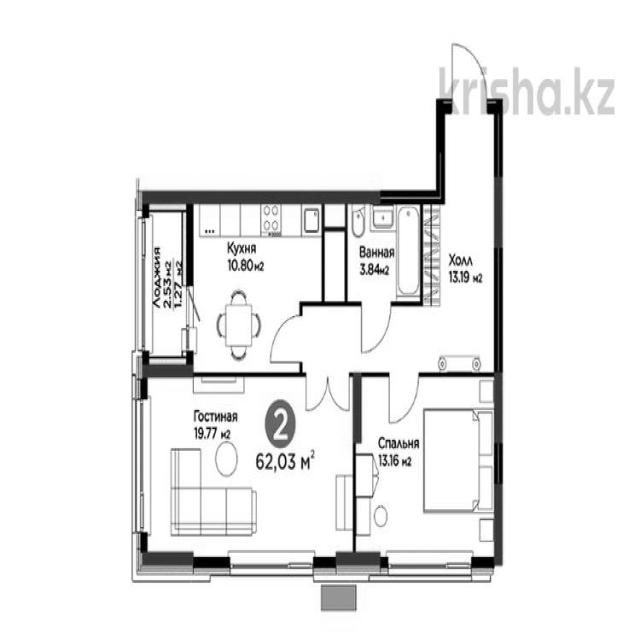 krisha.kz
Кухня
10.80 м2
Ванная
3.84 м2
Холл
13.19 м2
Лоджия
2.53 м2
1.27 м2
Гостиная
19.77 м2
2
62,03 м²
Спальня
13.16 м2